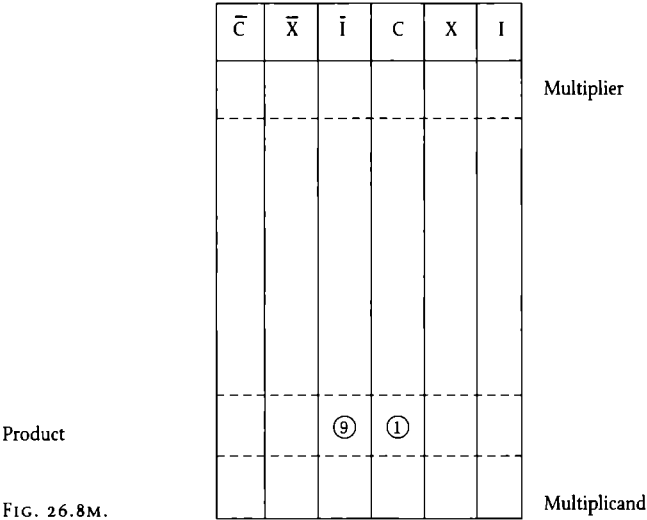 C̅ X̅ I̅ C X I
Multiplier
⑨ ①
Product
Multiplicand
FIG. 26.8M.